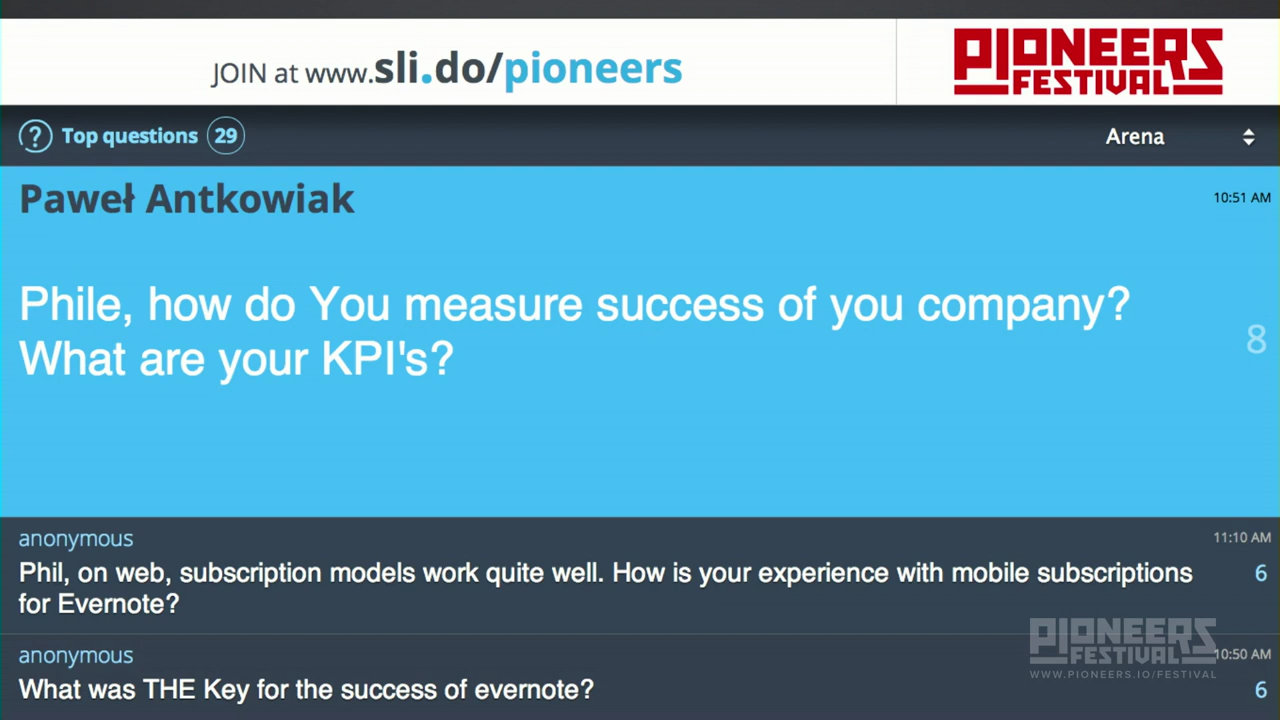 JOIN at www.sli.do/pioneers
PIONEERS
FESTIVAL
? Top questions 29
Arena
Paweł Antkowiak
10:51 AM
Phile, how do You measure success of you company?
What are your KPI's?
8
anonymous
11:10 AM
Phil, on web, subscription models work quite well. How is your experience with mobile subscriptions
for Evernote?
6
anonymous
10:50 AM
What was THE Key for the success of evernote?
6
PIONEERS
FESTIVAL
WWW.PIONEERS.IO/FESTIVAL